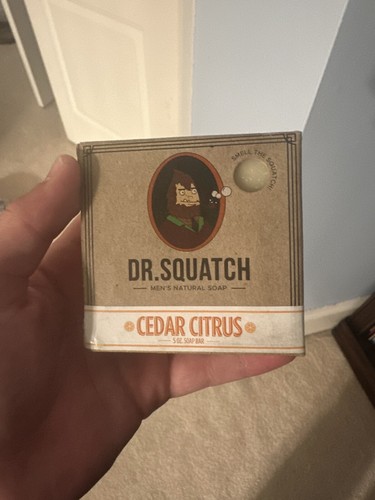 SMELL THE SQUATCH
DR.SQUATCH
MEN'S NATURAL SOAP
CEDAR CITRUS
5 OZ. SOAP BAR